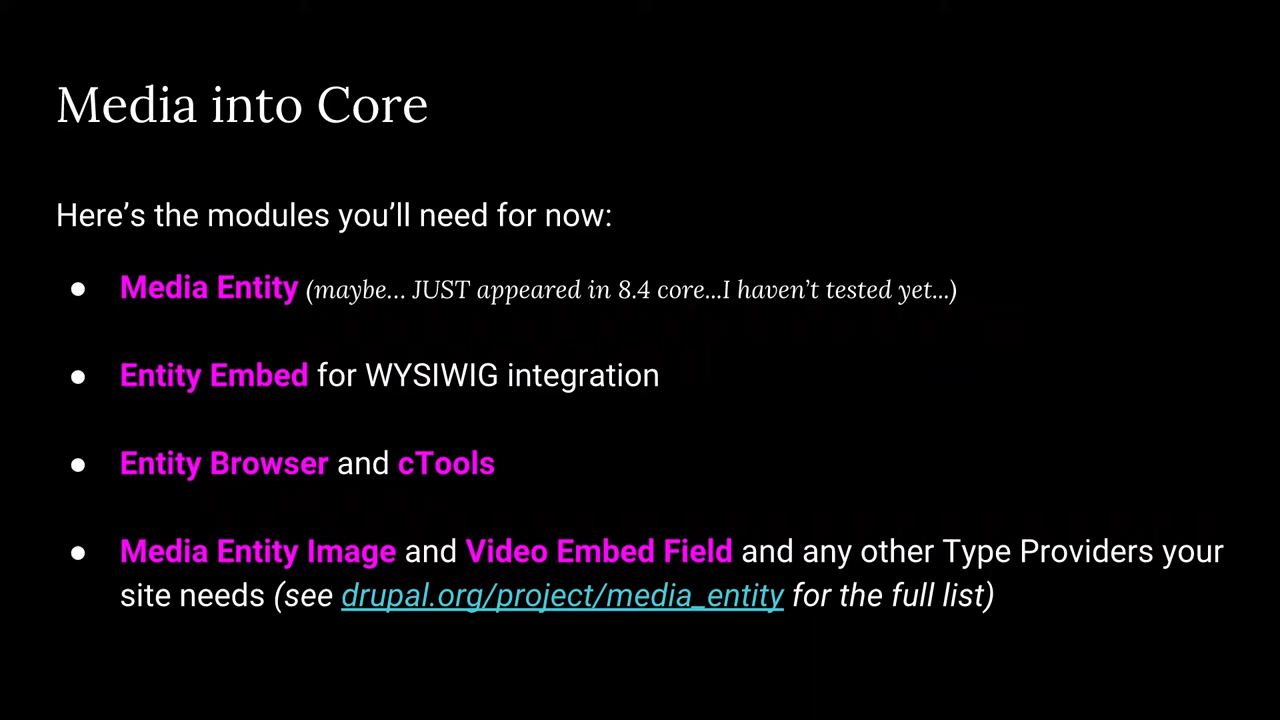 Media into Core
Here’s the modules you’ll need for now:
● Media Entity (maybe... JUST appeared in 8.4 core...I haven’t tested yet...)
● Entity Embed for WYSIWIG integration
● Entity Browser and cTools
● Media Entity Image and Video Embed Field and any other Type Providers your
site needs (see drupal.org/project/media_entity for the full list)